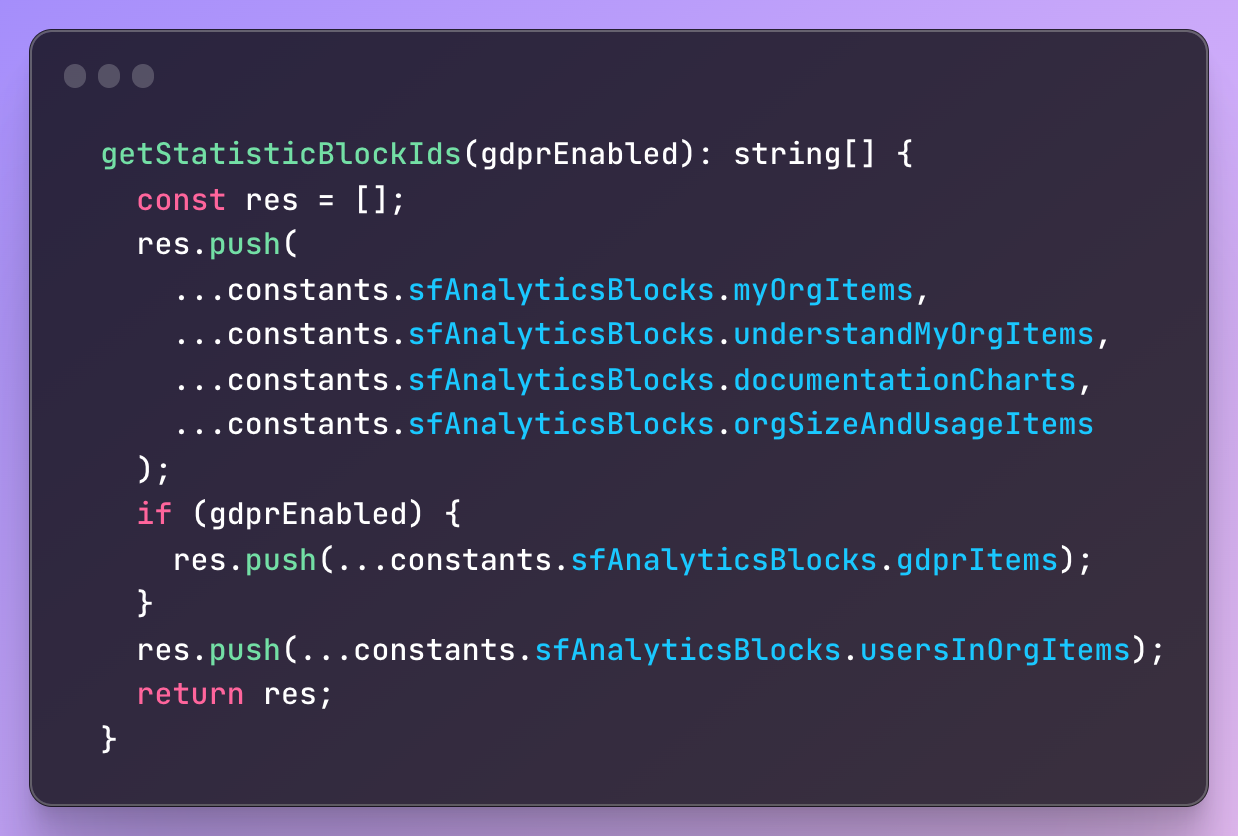 getStatisticBlockIds(gdprEnabled): string[] {
  const res = [];
  res.push(
    ...constants.sfAnalyticsBlocks.myOrgItems,
    ...constants.sfAnalyticsBlocks.understandMyOrgItems,
    ...constants.sfAnalyticsBlocks.documentationCharts,
    ...constants.sfAnalyticsBlocks.orgSizeAndUsageItems
  );
  if (gdprEnabled) {
    res.push(...constants.sfAnalyticsBlocks.gdprItems);
  }
  res.push(...constants.sfAnalyticsBlocks.usersInOrgItems);
  return res;
}